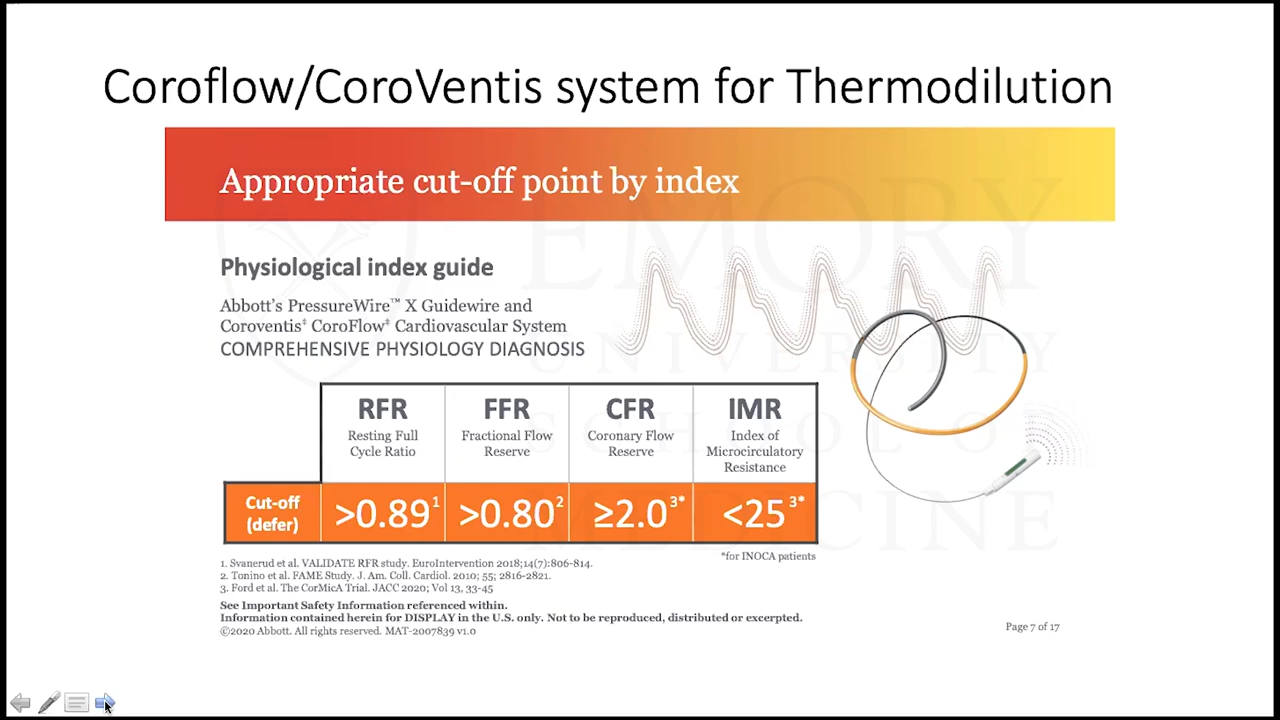 Coroflow/CoroVentis system for Thermodilution
Appropriate cut-off point by index
EMORY
UNIVERSITY
SCHOOL OF
MEDICINE
Physiological index guide
Abbott's PressureWire™ X Guidewire and
Coroventis‡ CoroFlow‡ Cardiovascular System
COMPREHENSIVE PHYSIOLOGY DIAGNOSIS
RFR
Resting Full
Cycle Ratio
FFR
Fractional Flow
Reserve
CFR
Coronary Flow
Reserve
IMR
Index of
Microcirculatory
Resistance
Cut-off
(defer)
>0.89¹
>0.80²
≥2.0³*
<25³*
*for INOCA patients
1. Svanerud et al. VALIDATE RFR study. EuroIntervention 2018;14(7):806-814.
2. Tonino et al. FAME Study. J. Am. Coll. Cardiol. 2010; 55; 2816-2821.
3. Ford et al. The CorMicA Trial. JACC 2020; Vol 13, 33-45
See Important Safety Information referenced within.
Information contained herein for DISPLAY in the U.S. only. Not to be reproduced, distributed or excerpted.
©2020 Abbott. All rights reserved. MAT-2007839 v1.0
Page 7 of 17